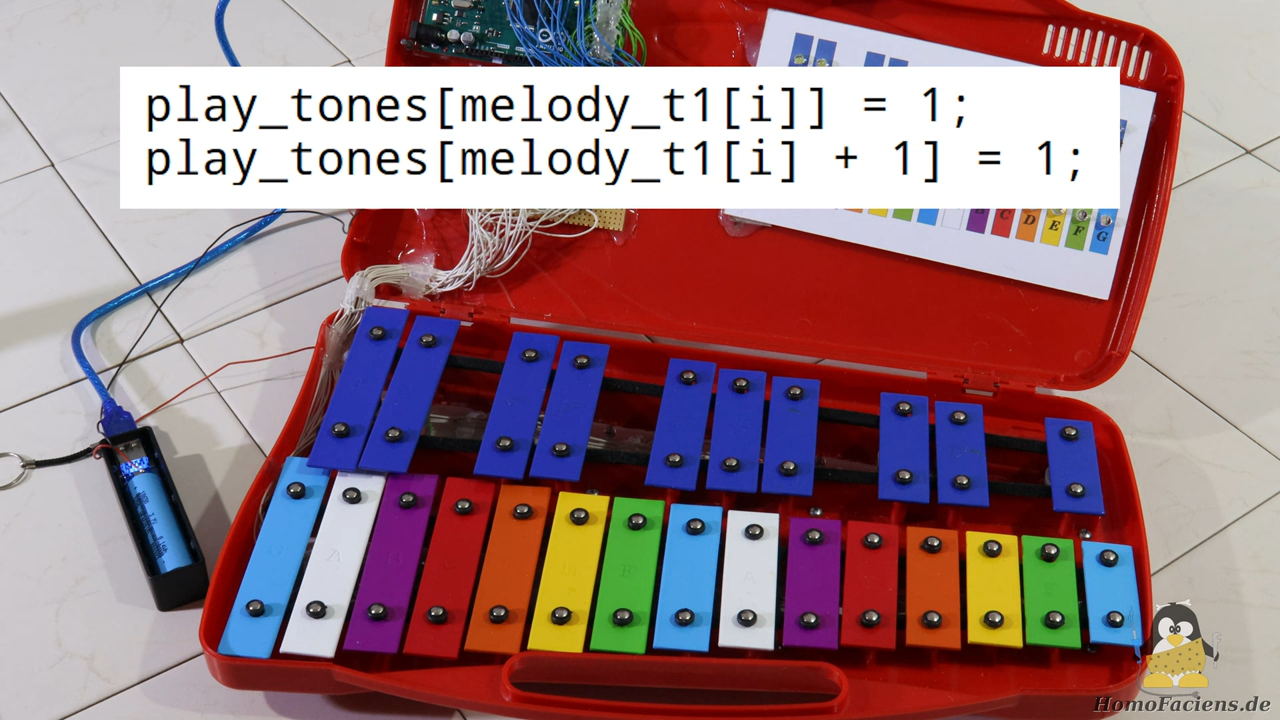 play_tones[melody_t1[i]] = 1;
play_tones[melody_t1[i] + 1] = 1;
C D E F G
HomoFaciens.de